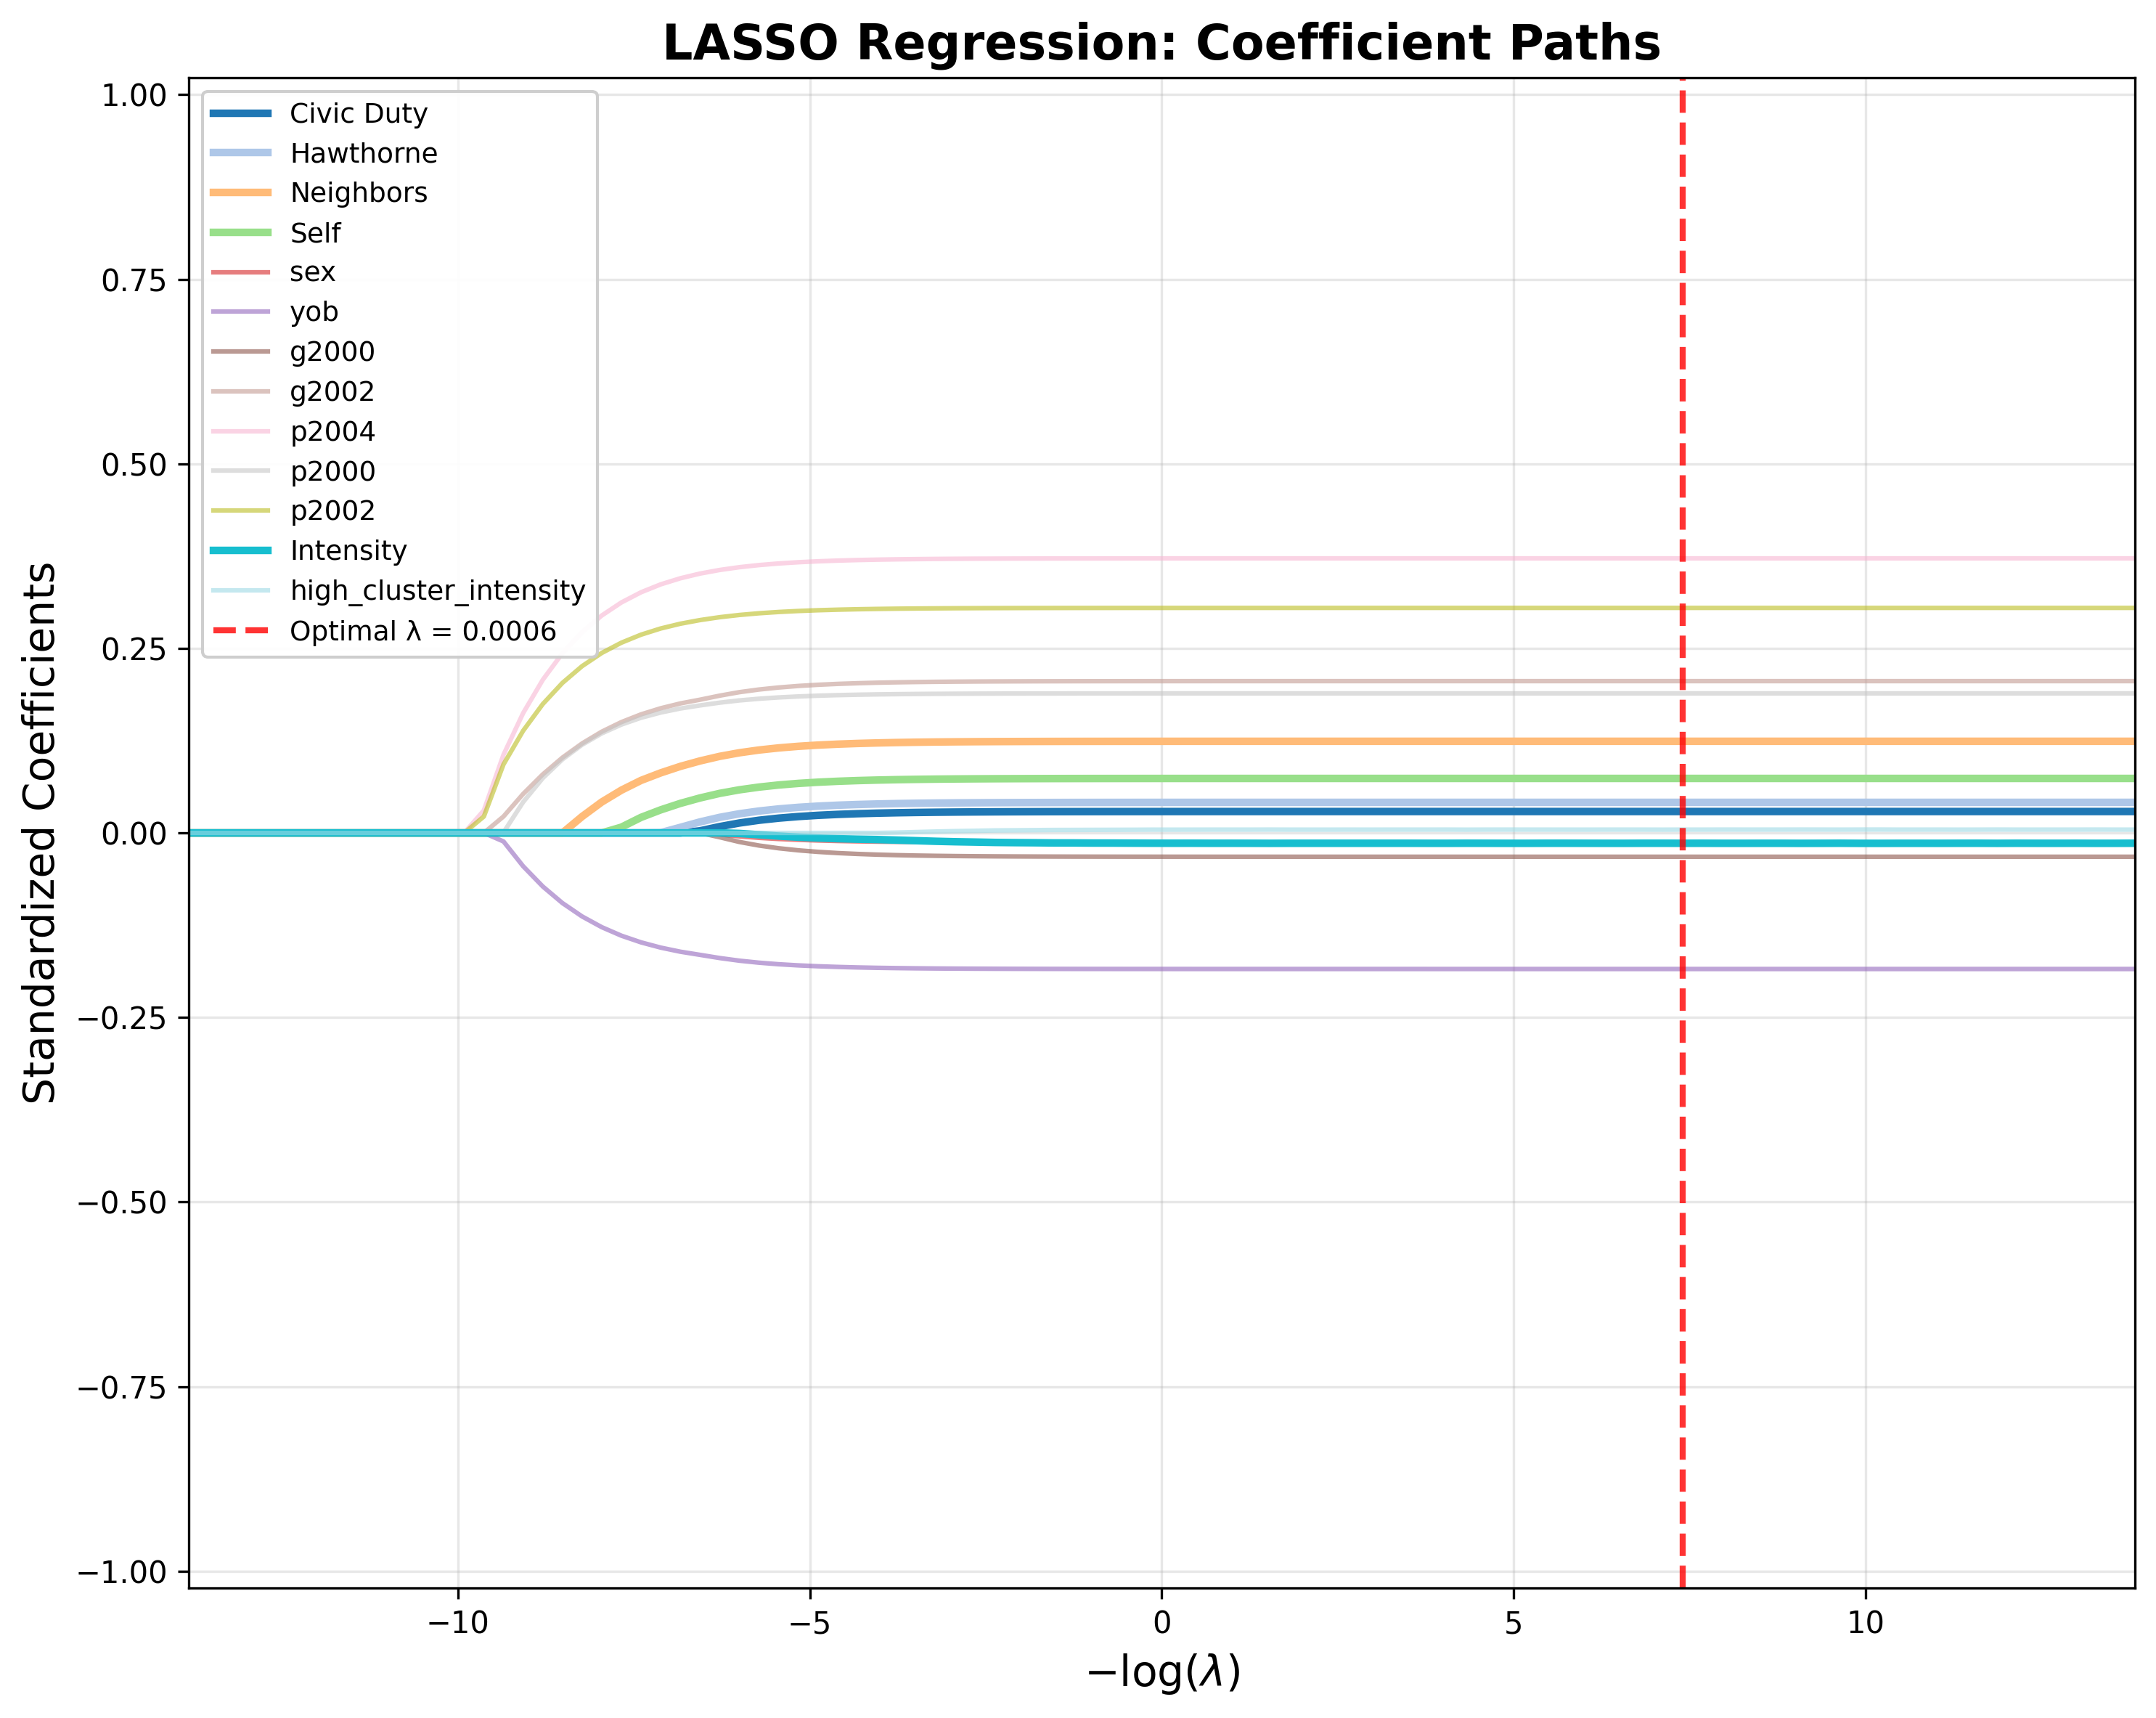 LASSO Regression: Coefficient Paths
Standardized Coefficients
1.00
0.75
0.50
0.25
0.00
−0.25
−0.50
−0.75
−1.00
Civic Duty
Hawthorne
Neighbors
Self
sex
yob
g2000
g2002
p2004
p2000
p2002
Intensity
high_cluster_intensity
Optimal λ = 0.0006
−10
−5
0
5
10
−log(λ)